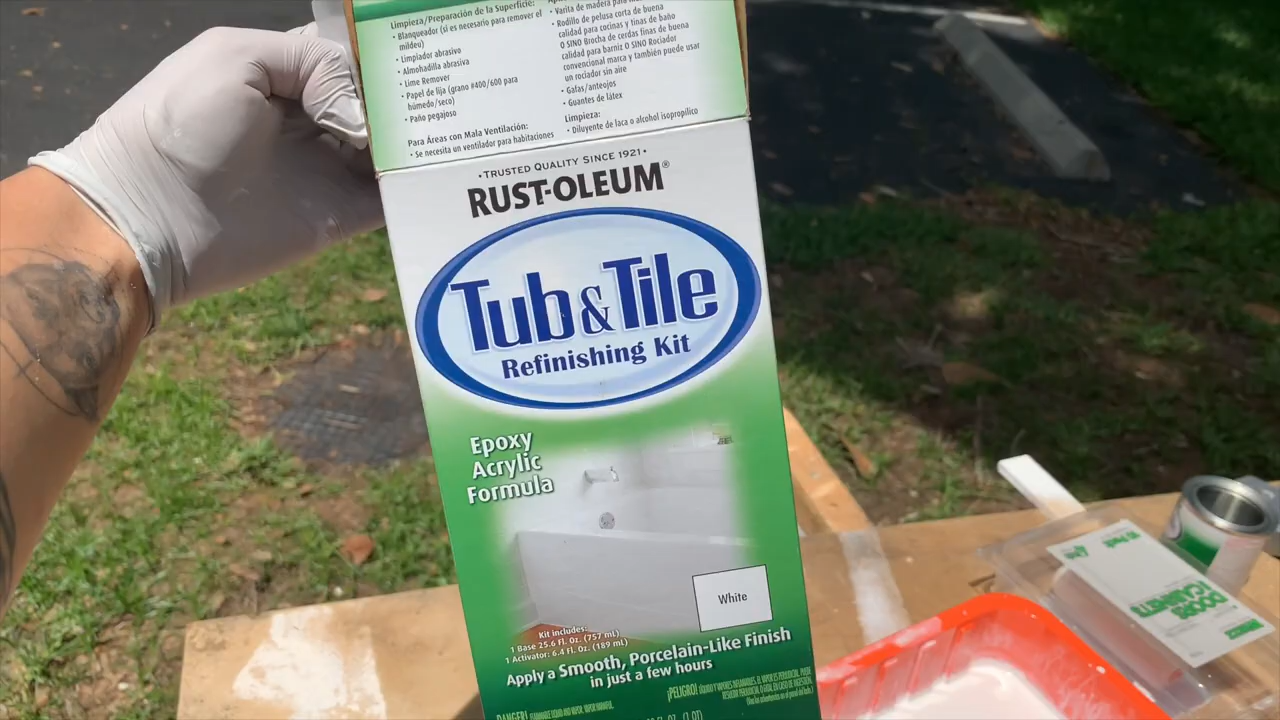 Limpieza/Preparación de la Superficie:
• Blanqueador (si es necesario para remover el
mildeu)
• Limpiador abrasivo
• Almohadilla abrasiva
• Lime Remover
• Papel de lija (grano #400/600 para
húmedo/seco)
• Paño pegajoso
Para Áreas con Mala Ventilación:
• Se necesita un ventilador para habitaciones
• Varita de madera para
• Rodillo de pelusa corta de buena
calidad para cocinas y tinas de baño
O SINO Brocha de cerdas finas de buena
calidad para barniz O SINO Rociador
convencional marca y también puede usar
un rociador sin aire
• Gafas/anteojos
• Guantes de látex
Limpieza:
• Diluyente de laca o alcohol isopropílico
• TRUSTED QUALITY SINCE 1921 •
RUST-OLEUM®
Tub & Tile
Refinishing Kit
Epoxy
Acrylic
Formula
White
Kit includes:
1 Base 25.6 Fl. Oz. (757 mL)
1 Activator: 6.4 Fl. Oz. (189 mL)
Apply a Smooth, Porcelain-Like Finish
in just a few hours
DANGER!
¡PELIGRO!
DOORS
CABINETS